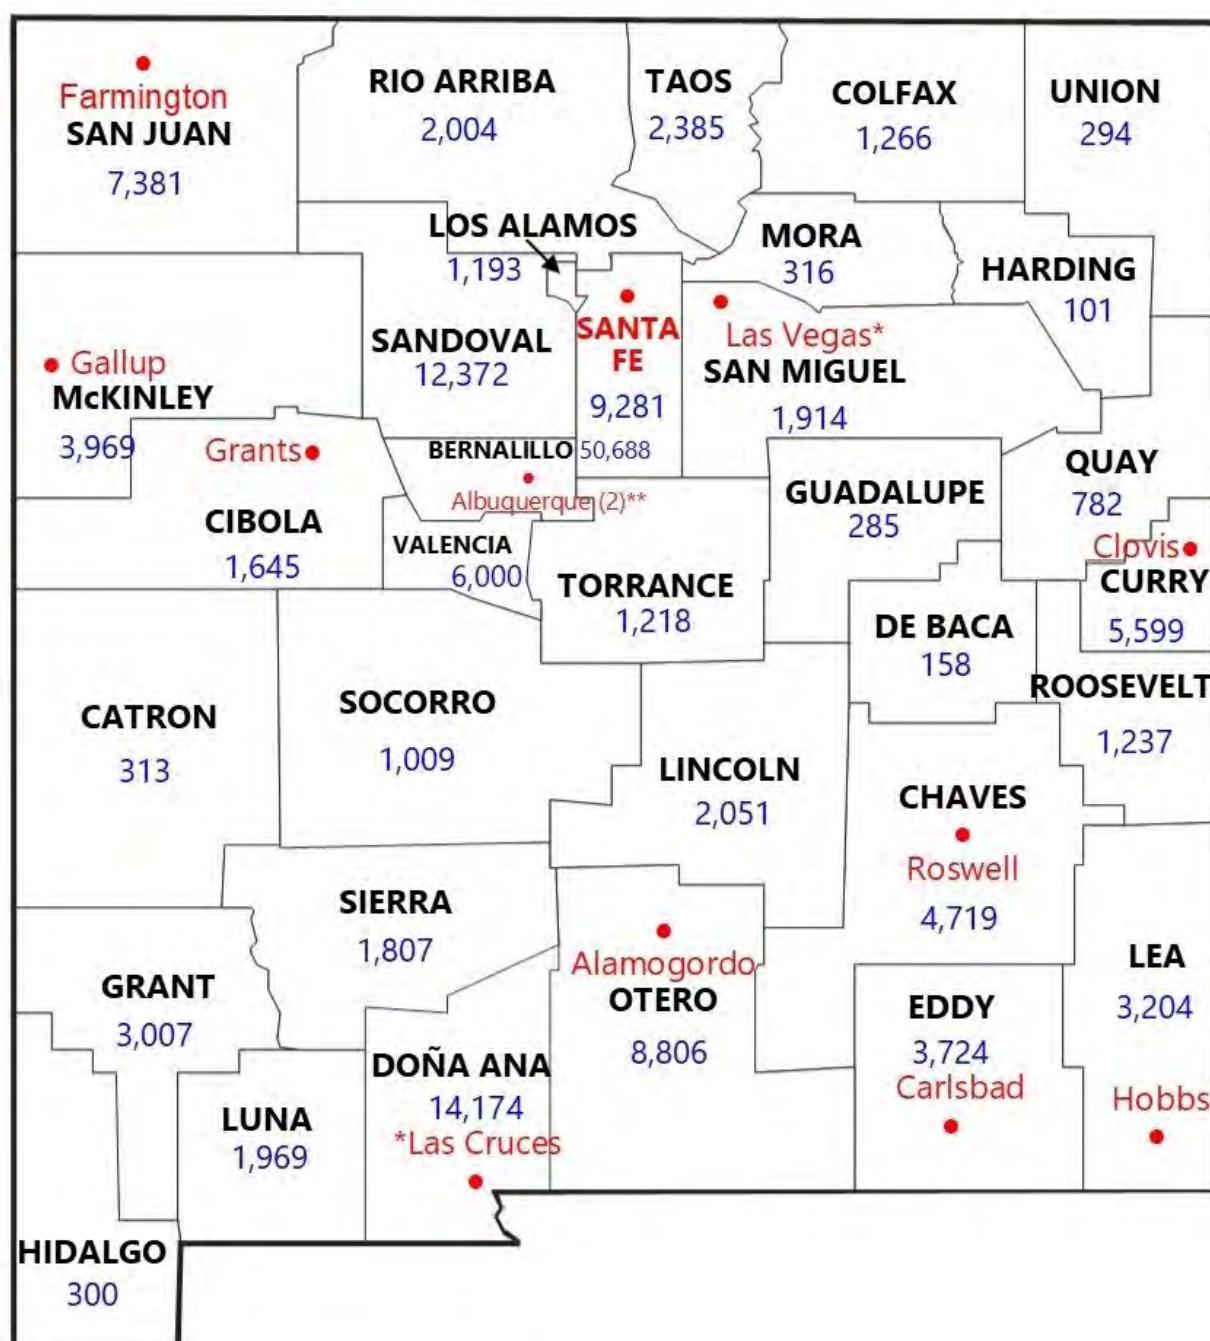 Farmington
SAN JUAN
7,381
RIO ARRIBA
2,004
TAOS
2,385
COLFAX
1,266
UNION
294
LOS ALAMOS
1,193
MORA
316
HARDING
101
Gallup
McKINLEY
3,969
SANDOVAL
12,372
SANTA
FE
9,281
Las Vegas*
SAN MIGUEL
1,914
Grants
CIBOLA
1,645
BERNALILLO 50,688
Albuquerque (2)**
VALENCIA
6,000
TORRANCE
1,218
GUADALUPE
285
QUAY
782
Clovis
CURRY
5,599
DE BACA
158
ROOSEVELT
1,237
CATRON
313
SOCORRO
1,009
LINCOLN
2,051
CHAVES
Roswell
4,719
SIERRA
1,807
GRANT
3,007
Alamogordo
OTERO
8,806
EDDY
3,724
Carlsbad
LEA
3,204
Hobbs
DOÑA ANA
14,174
*Las Cruces
LUNA
1,969
HIDALGO
300